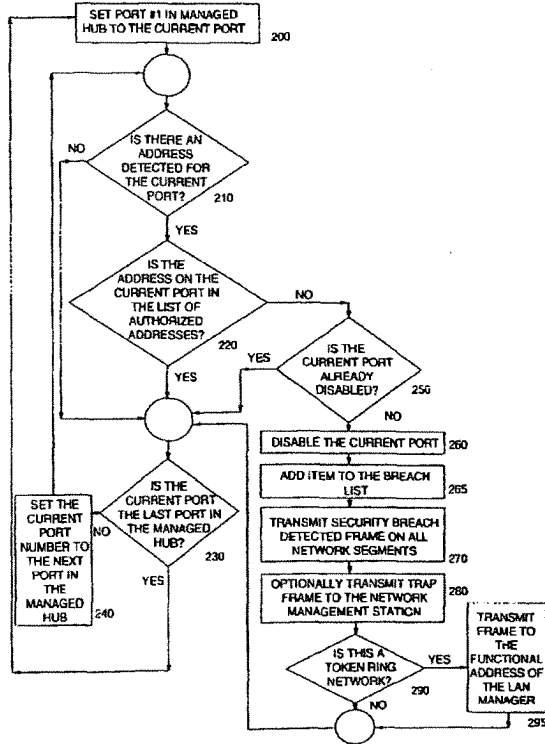 SET PORT #1 IN MANAGED
HUB TO THE CURRENT PORT
200
IS THERE AN
ADDRESS
DETECTED FOR
THE CURRENT
PORT?
NO
210
YES
IS THE
ADDRESS ON THE
CURRENT PORT IN
THE LIST OF
AUTHORIZED
ADDRESSES?
NO
220
YES
IS THE
CURRENT PORT
ALREADY
DISABLED?
YES
250
NO
DISABLE THE CURRENT PORT
260
ADD ITEM TO THE BREACH
LIST
265
TRANSMIT SECURITY BREACH
DETECTED FRAME ON ALL
NETWORK SEGMENTS
270
OPTIONALLY TRANSMIT TRAP
FRAME TO THE NETWORK
MANAGEMENT STATION
280
IS THIS A
TOKEN RING
NETWORK?
YES
290
NO
TRANSMIT
FRAME TO
THE
FUNCTIONAL
ADDRESS OF
THE LAN
MANAGER
295
IS THE
CURRENT PORT
THE LAST PORT IN
THE MANAGED
HUB?
NO
230
YES
SET THE
CURRENT
PORT
NUMBER TO
THE NEXT
PORT IN
THE
MANAGED
HUB
240